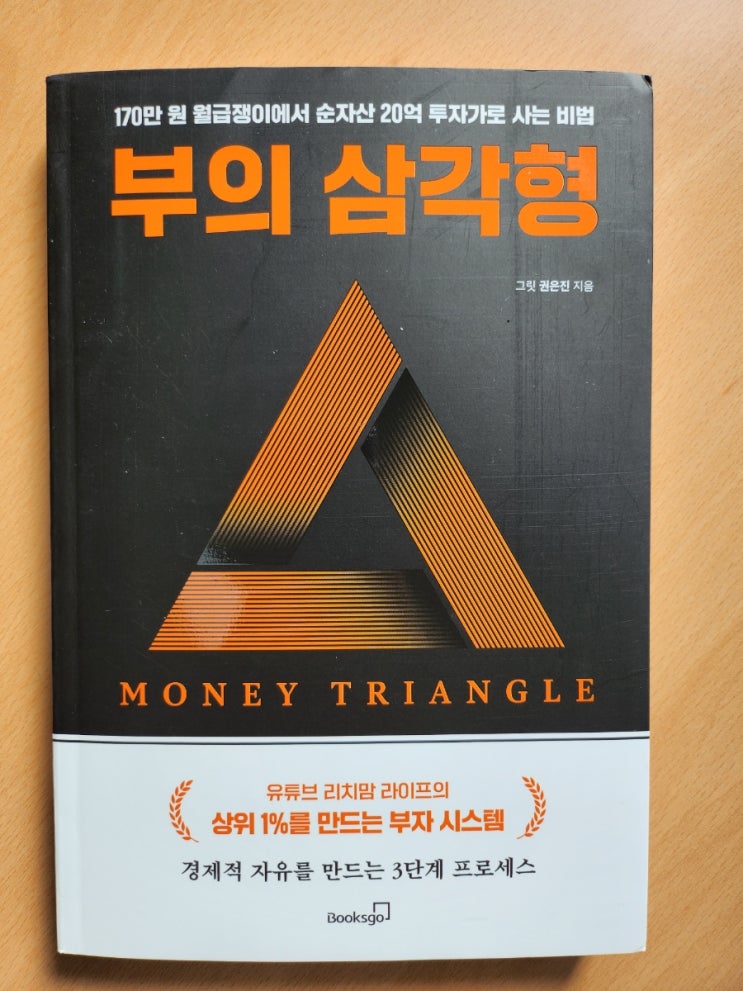 170만 원 월급쟁이에서 순자산 20억 투자가로 사는 비법
부의 삼각형
그릿 권은진 지음
MONEY TRIANGLE
유튜브 리치맘 라이프의
상위 1%를 만드는 부자 시스템
경제적 자유를 만드는 3단계 프로세스
Booksgo